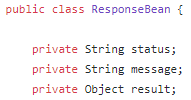 public class ResponseBean {
private String status;
private String message;
private Object result;